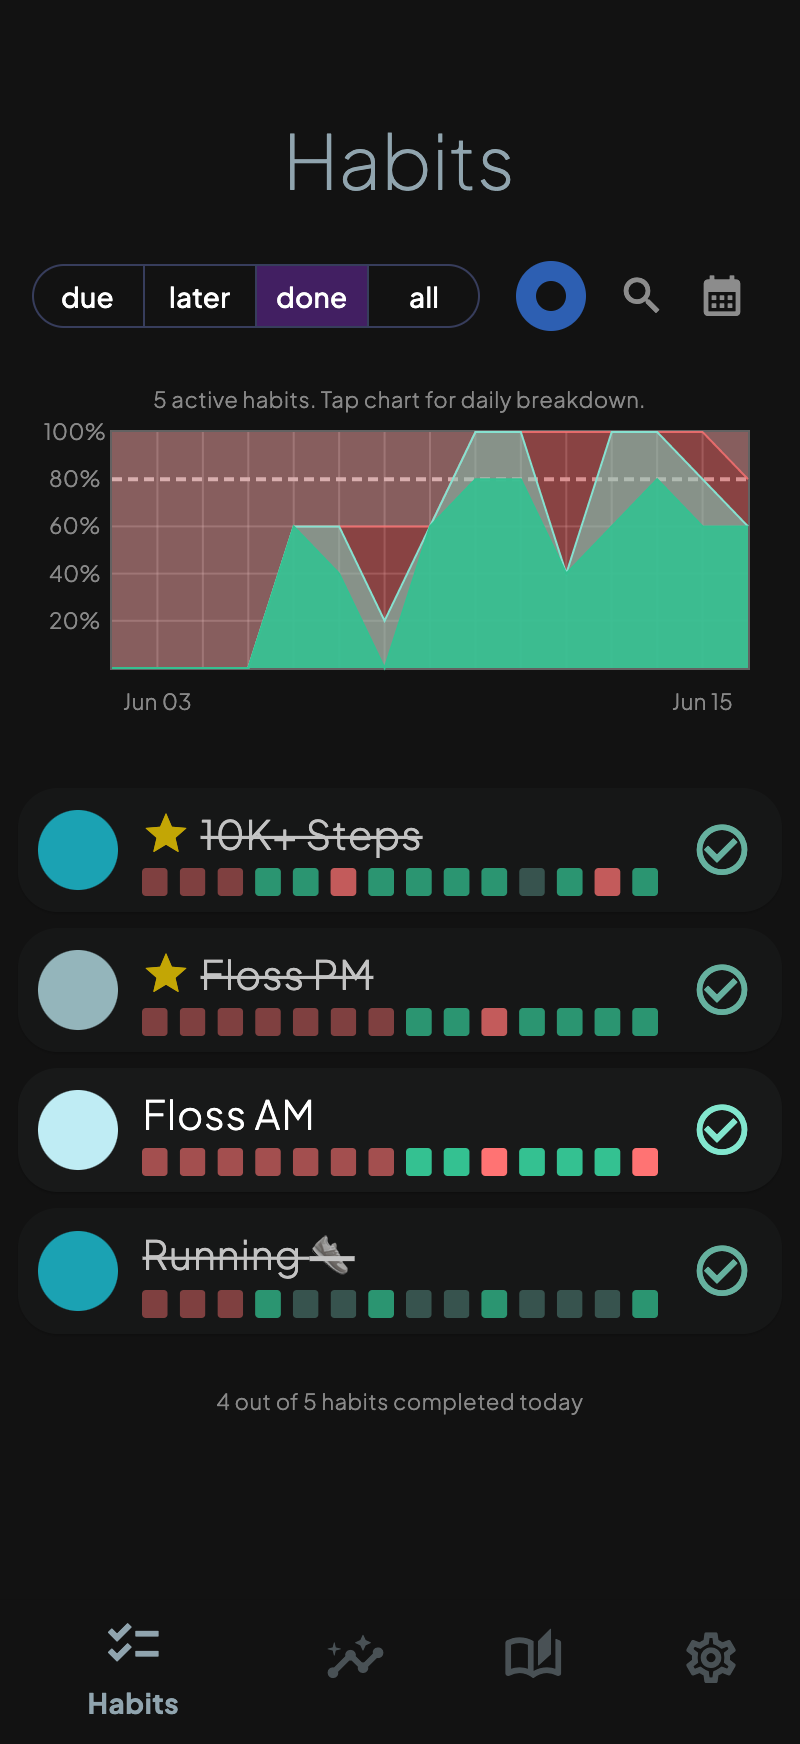 Habits
due later done all
5 active habits. Tap chart for daily breakdown.
100%
80%
60%
40%
20%
Jun 03 Jun 15
10K+ Steps
Floss PM
Floss AM
Running
4 out of 5 habits completed today
Habits